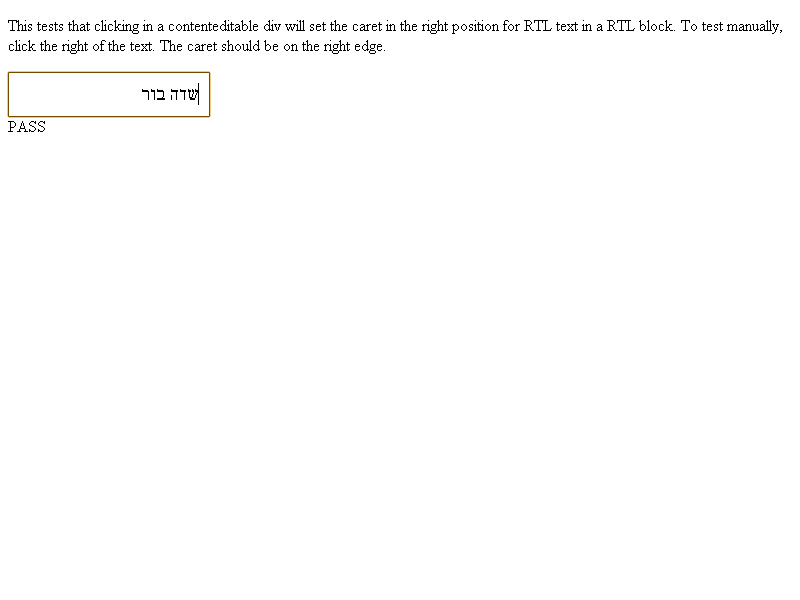 This tests that clicking in a contenteditable div will set the caret in the right position for RTL text in a RTL block. To test manually,
click the right of the text. The caret should be on the right edge.
שדה בור
PASS